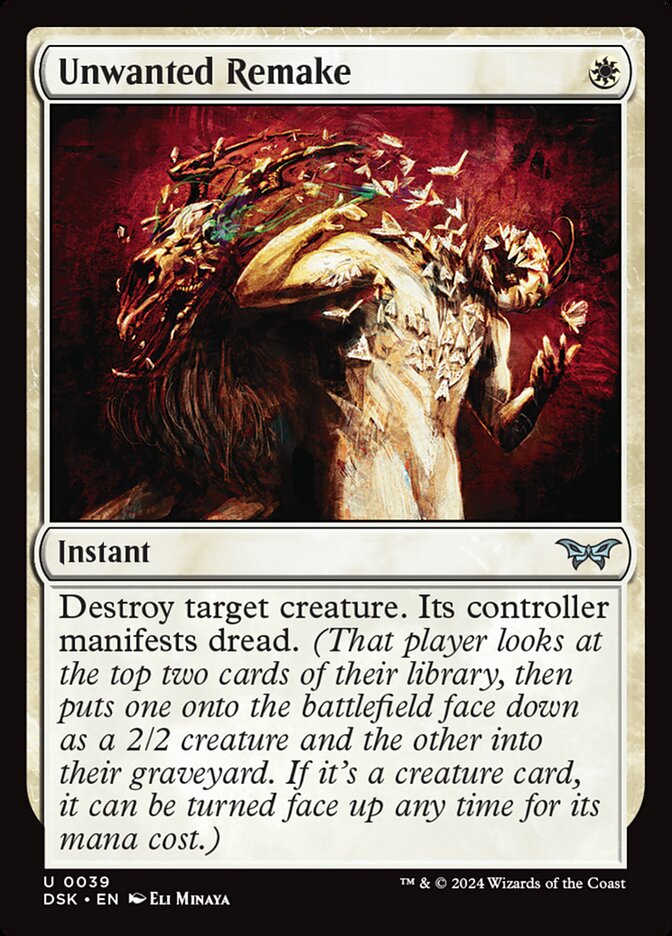 Unwanted Remake
Instant
Destroy target creature. Its controller
manifests dread. (That player looks at
the top two cards of their library, then
puts one onto the battlefield face down
as a 2/2 creature and the other into
their graveyard. If it's a creature card,
it can be turned face up any time for its
mana cost.)
U 0039
DSK • EN Eli Minaya
™ & © 2024 Wizards of the Coast